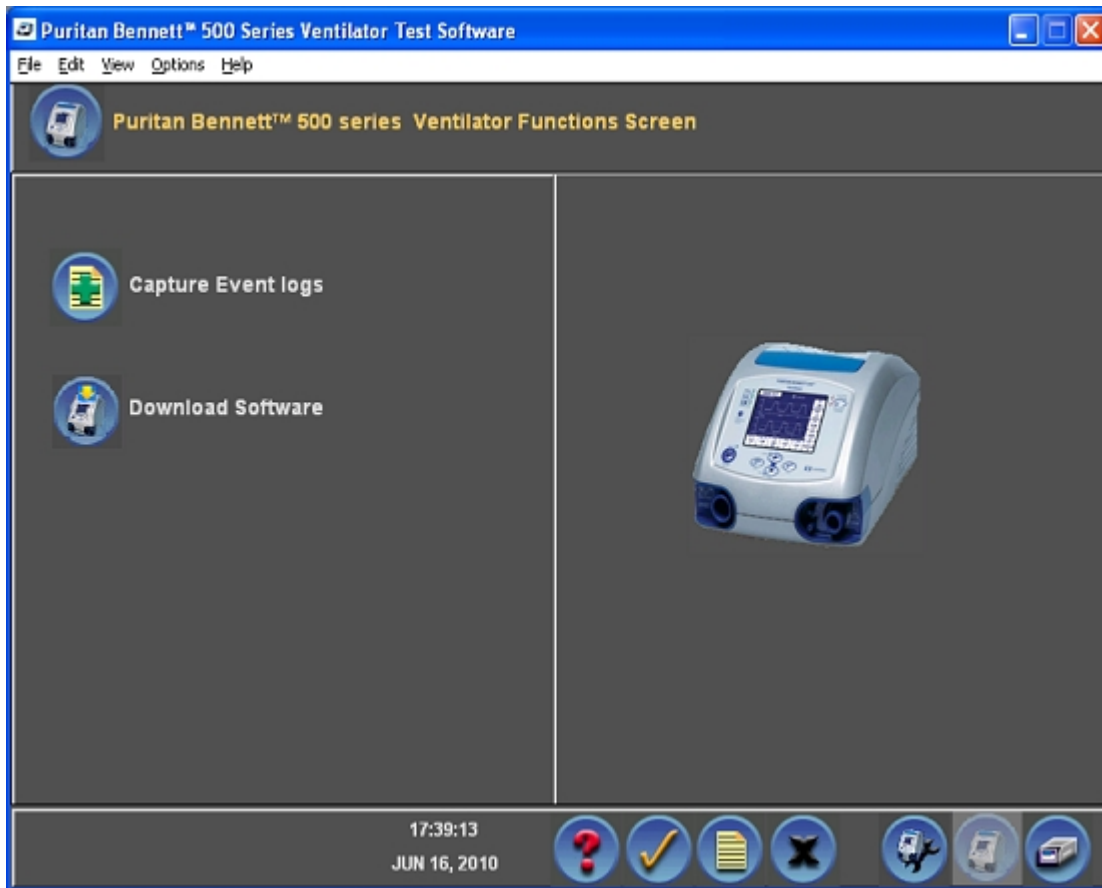 Puritan Bennett™ 500 Series Ventilator Test Software
File Edit View Options Help
Puritan Bennett™ 500 series Ventilator Functions Screen
Capture Event logs
Download Software
17:39:13
JUN 16, 2010